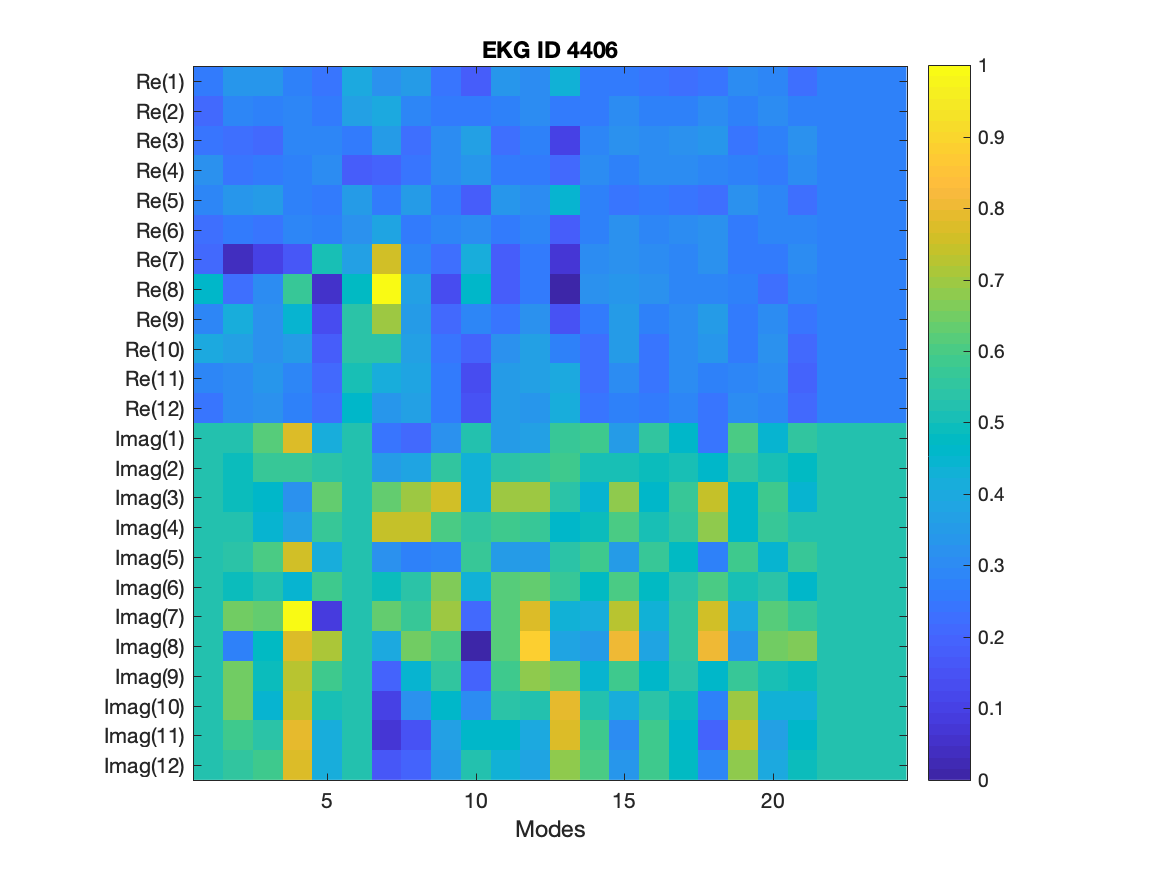 EKG ID 4406
Re(1)
Re(2)
Re(3)
Re(4)
Re(5)
Re(6)
Re(7)
Re(8)
Re(9)
Re(10)
Re(11)
Re(12)
Imag(1)
Imag(2)
Imag(3)
Imag(4)
Imag(5)
Imag(6)
Imag(7)
Imag(8)
Imag(9)
Imag(10)
Imag(11)
Imag(12)
5 10 15 20
Modes
1
0.9
0.8
0.7
0.6
0.5
0.4
0.3
0.2
0.1
0